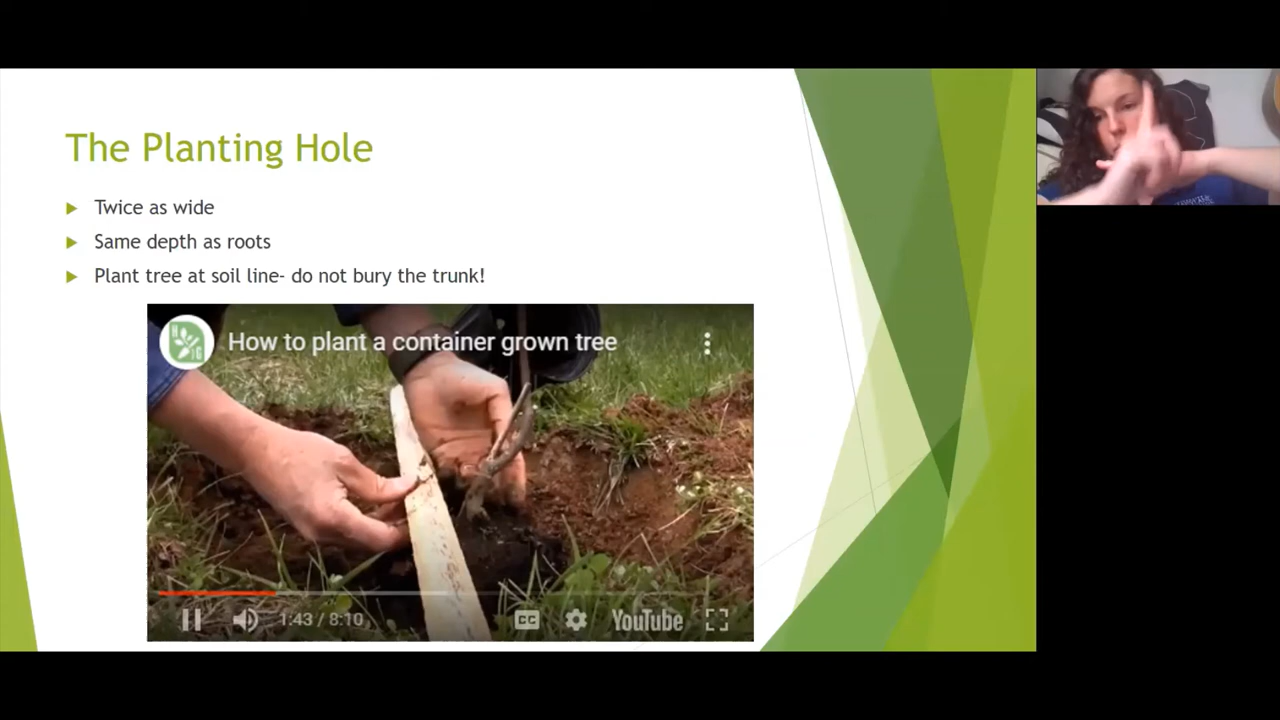 The Planting Hole
Twice as wide
Same depth as roots
Plant tree at soil line- do not bury the trunk!
How to plant a container grown tree
1:43 / 8:10
CC
YouTube